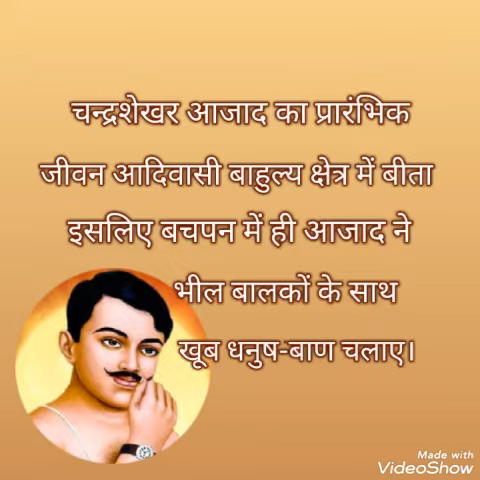 चन्द्रशेखर आजाद का प्रारंभिक
जीवन आदिवासी बाहुल्य क्षेत्र में बीता
इसलिए बचपन में ही आजाद ने
भील बालकों के साथ
खूब धनुष-बाण चलाए।
Made with
VideoShow